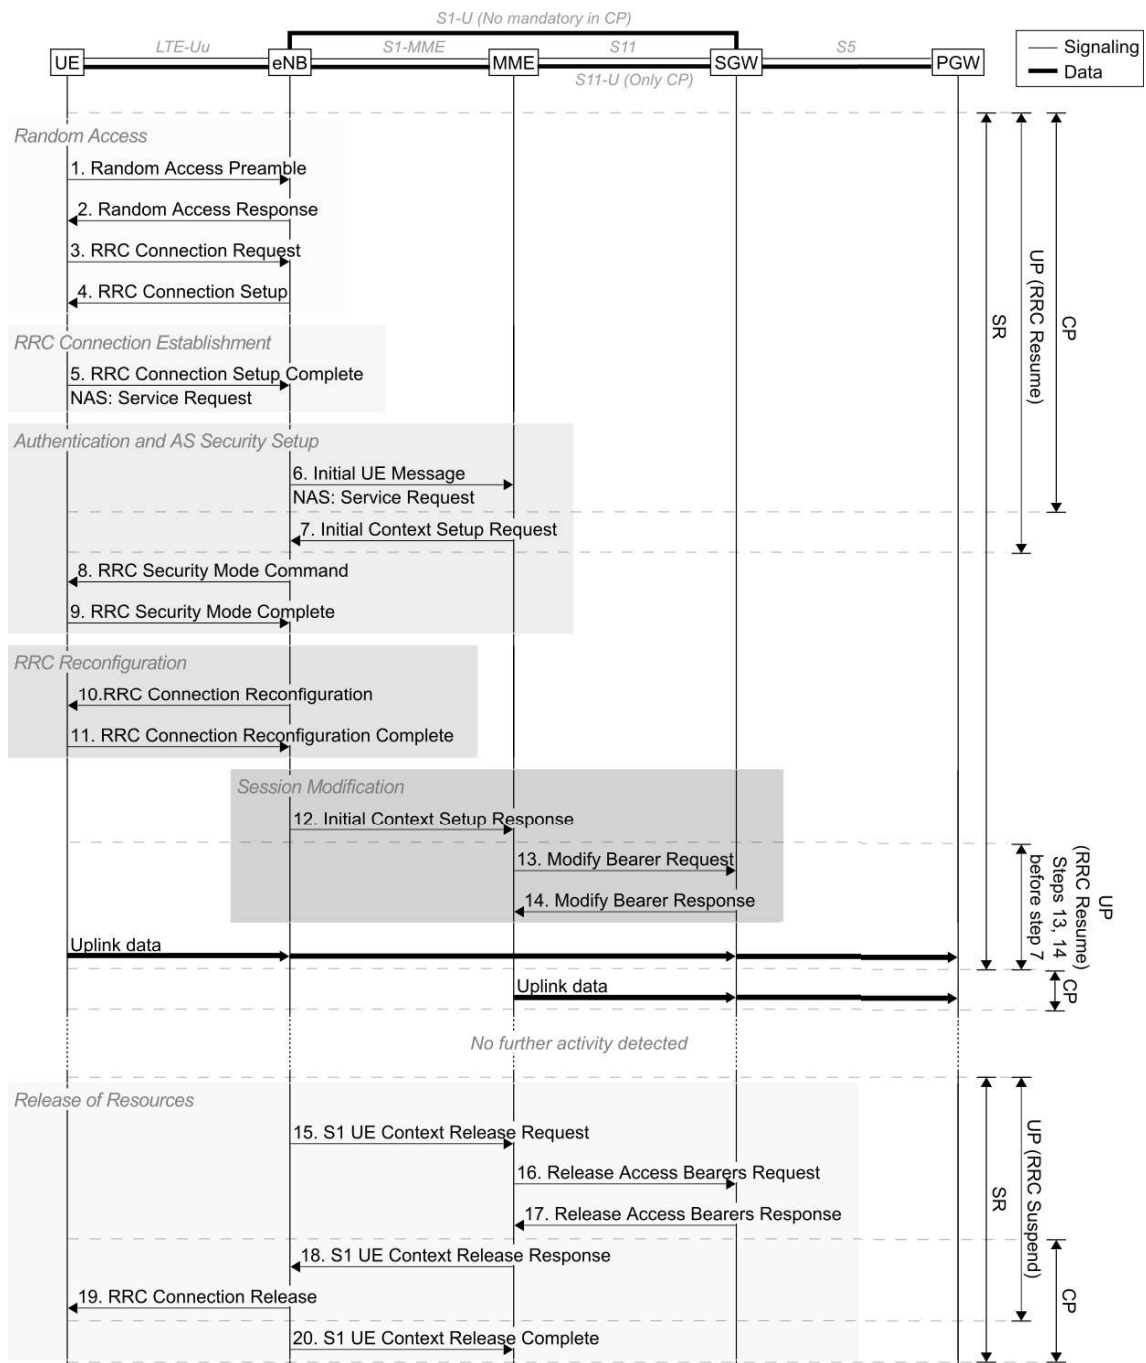 S1-U (No mandatory in CP)
LTE-Uu
S1-MME
S11
S5
UE
eNB
MME
SGW
PGW
S11-U (Only CP)
Signaling
Data
Random Access
1. Random Access Preamble
2. Random Access Response
3. RRC Connection Request
4. RRC Connection Setup
RRC Connection Establishment
5. RRC Connection Setup Complete
NAS: Service Request
Authentication and AS Security Setup
6. Initial UE Message
NAS: Service Request
7. Initial Context Setup Request
8. RRC Security Mode Command
9. RRC Security Mode Complete
SR
UP (RRC Resume)
CP
RRC Reconfiguration
10.RRC Connection Reconfiguration
11. RRC Connection Reconfiguration Complete
Session Modification
12. Initial Context Setup Response
13. Modify Bearer Request
14. Modify Bearer Response
UP
(RRC Resume)
Steps 13, 14
before step 7
Uplink data
Uplink data
CP
No further activity detected
Release of Resources
15. S1 UE Context Release Request
16. Release Access Bearers Request
17. Release Access Bearers Response
18. S1 UE Context Release Response
19. RRC Connection Release
20. S1 UE Context Release Complete
SR
UP (RRC Suspend)
CP